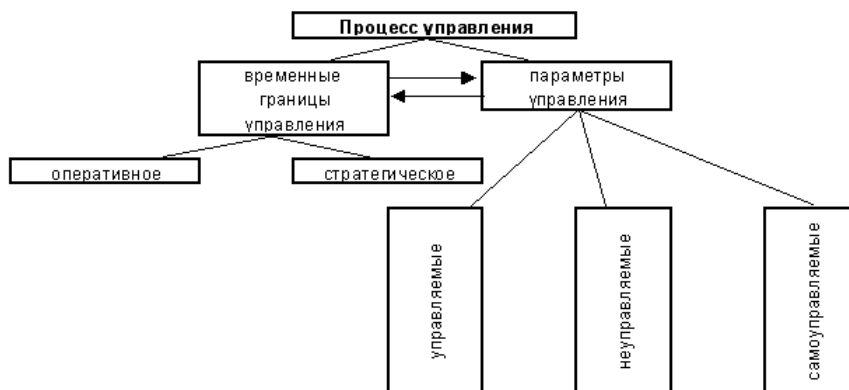 Процесс управления
временные
границы
управления
параметры
управления
оперативное
стратегическое
управляемые
неуправляемые
самоуправляемые